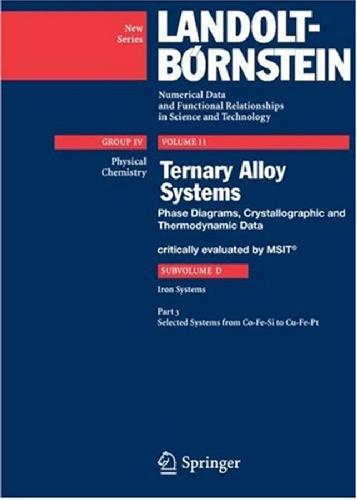 New
Series
LANDOLT-
BØRNSTEIN
Numerical Data
and Functional Relationships
in Science and Technology
GROUP IV
VOLUME 11
Physical
Chemistry
Ternary Alloy
Systems
Phase Diagrams, Crystallographic and
Thermodynamic Data
critically evaluated by MSIT®
SUBVOLUME D
Iron Systems
Part 3
Selected Systems from Co-Fe-Si to Cu-Fe-Pt
Springer